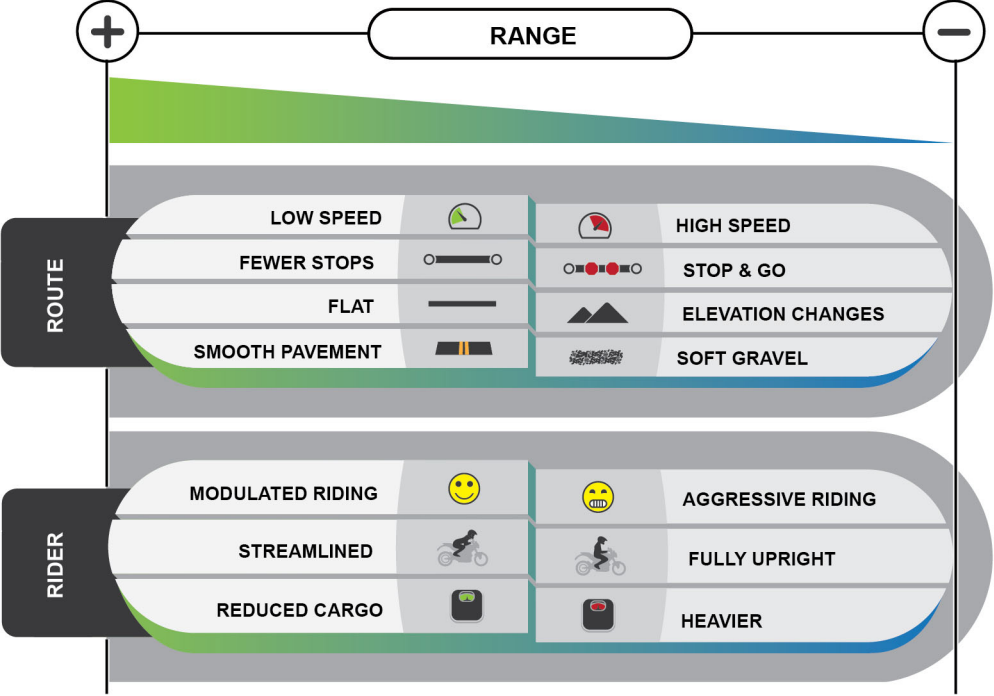 RANGE
ROUTE
LOW SPEED
HIGH SPEED
FEWER STOPS
STOP & GO
FLAT
ELEVATION CHANGES
SMOOTH PAVEMENT
SOFT GRAVEL
RIDER
MODULATED RIDING
AGGRESSIVE RIDING
STREAMLINED
FULLY UPRIGHT
REDUCED CARGO
HEAVIER